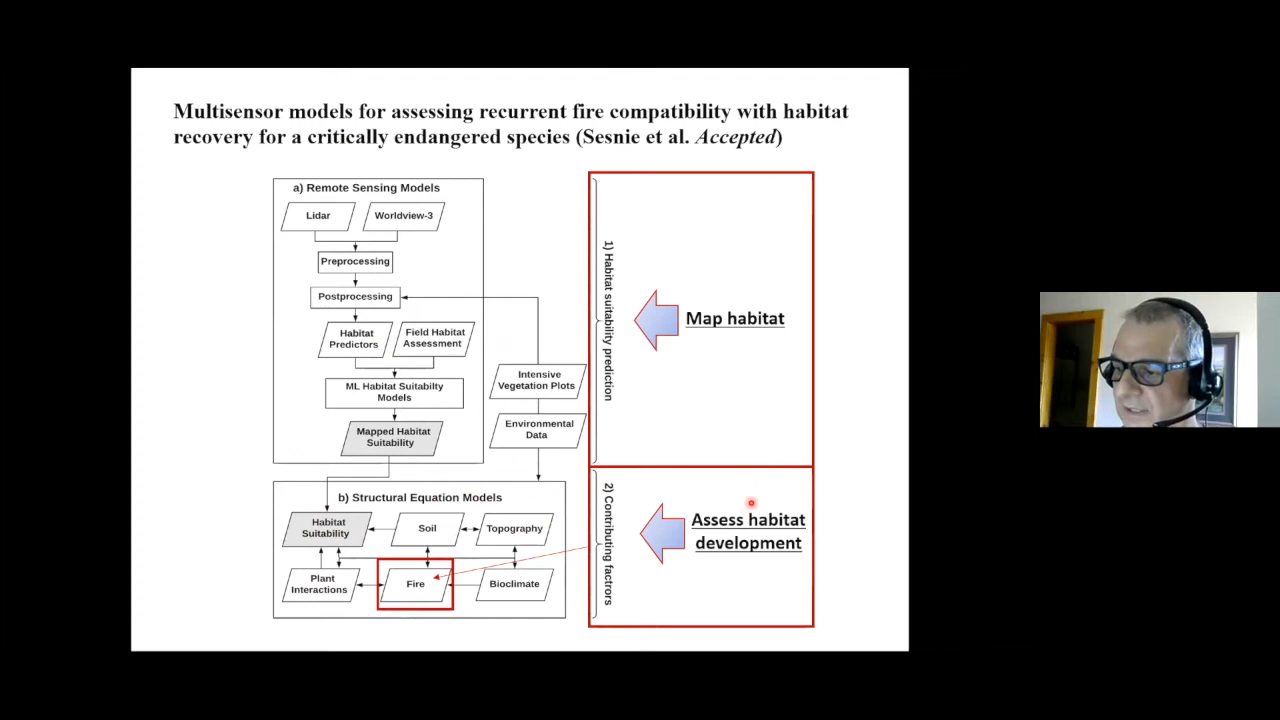 Multisensor models for assessing recurrent fire compatibility with habitat
recovery for a critically endangered species (Sesnie et al. Accepted)
a) Remote Sensing Models
Lidar
Worldview-3
Preprocessing
Postprocessing
Habitat
Predictors
Field Habitat
Assessment
ML Habitat Suitabilty
Models
Mapped Habitat
Suitability
Intensive
Vegetation Plots
Environmental
Data
b) Structural Equation Models
Habitat
Suitability
Soil
Topography
Plant
Interactions
Fire
Bioclimate
1) Habitat suitability prediction
Map habitat
2) Contributing factrors
Assess habitat
development